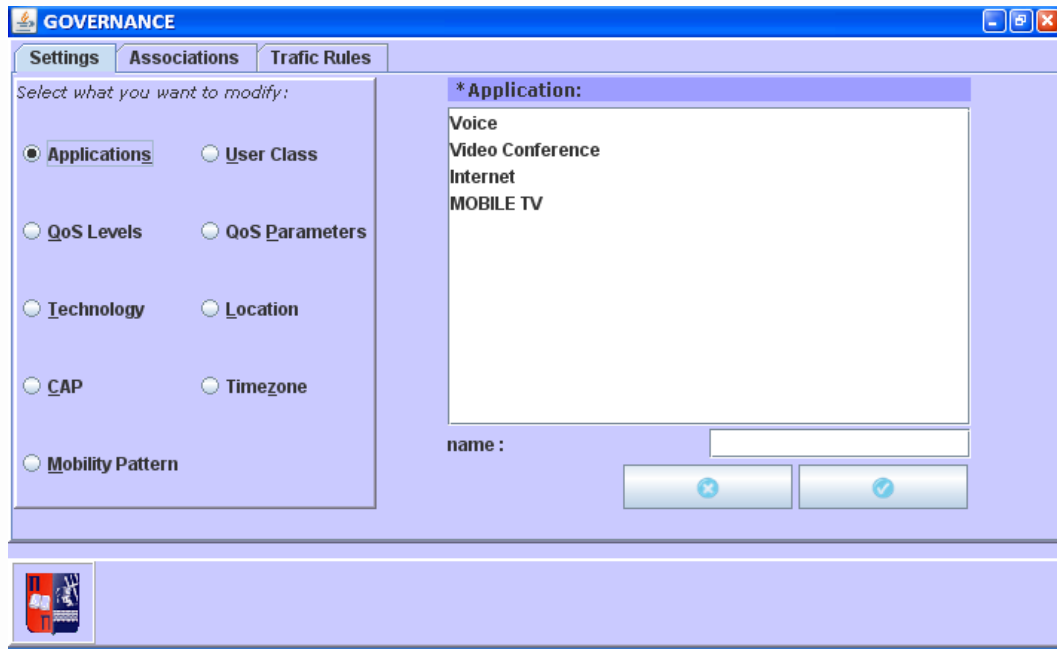 GOVERNANCE
Settings Associations Trafic Rules
Select what you want to modify:
Applications User Class
QoS Levels QoS Parameters
Technology Location
CAP Timezone
Mobility Pattern
*Application:
Voice
Video Conference
Internet
MOBILE TV
name :
Π
Π